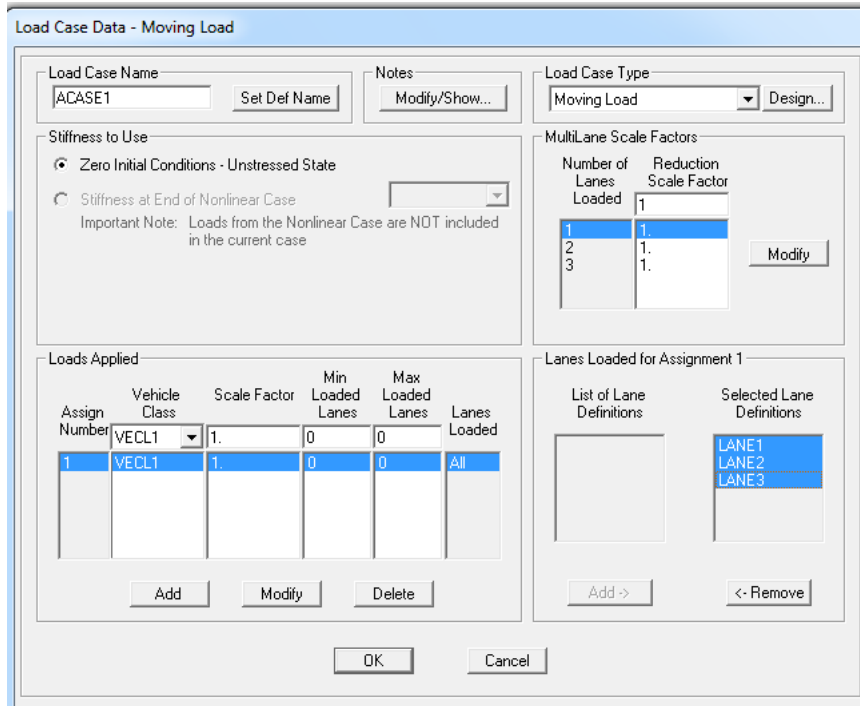 Load Case Data - Moving Load
Load Case Name
ACASE1
Set Def Name
Notes
Modify/Show...
Load Case Type
Moving Load
Design...
Stiffness to Use
Zero Initial Conditions - Unstressed State
Stiffness at End of Nonlinear Case
Important Note: Loads from the Nonlinear Case are NOT included
in the current case
MultiLane Scale Factors
Number of Reduction
Lanes Scale Factor
Loaded 1
1 1.
2 1.
3 1.
Modify
Loads Applied
Min Max
Vehicle Scale Factor Loaded Loaded
Assign Class Lanes Lanes Lanes
Number VECL1 1. 0 0 Loaded
1 VECL1 1. 0 0 All
Add Modify Delete
Lanes Loaded for Assignment 1
List of Lane Selected Lane
Definitions Definitions
LANE1
LANE2
LANE3
Add -> <- Remove
OK Cancel